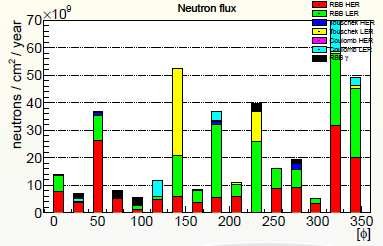 Neutron flux
×10⁹
neutrons / cm² / year
70
60
50
40
30
20
10
0
0 50 100 150 200 250 300 350
[ϕ]
RBB HER
RBB LER
Touschek HER
Touschek LER
Coulomb HER
Coulomb LER
RBB γ